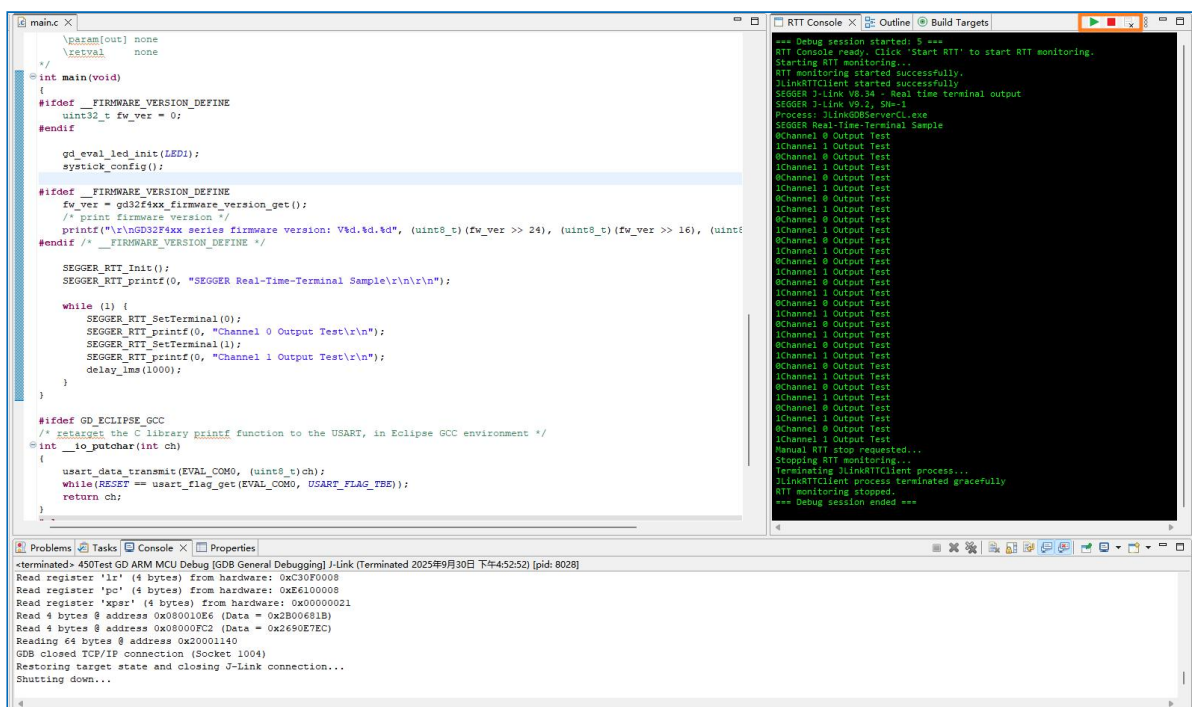 main.c
\param[out] none
\retval none
*/
int main(void)
{
#ifdef __FIRMWARE_VERSION_DEFINE
uint32_t fw_ver = 0;
#endif
gd_eval_led_init(LED1);
systick_config();
#ifdef __FIRMWARE_VERSION_DEFINE
fw_ver = gd32f4xx_firmware_version_get();
/* print firmware version */
printf("\r\nGD32F4xx series firmware version: V%d.%d.%d", (uint8_t)(fw_ver >> 24), (uint8_t)(fw_ver >> 16), (uint8
#endif /* __FIRMWARE_VERSION_DEFINE */
SEGGER_RTT_Init();
SEGGER_RTT_printf(0, "SEGGER Real-Time-Terminal Sample\r\n\r\n");
while (1) {
SEGGER_RTT_SetTerminal(0);
SEGGER_RTT_printf(0, "Channel 0 Output Test\r\n");
SEGGER_RTT_SetTerminal(1);
SEGGER_RTT_printf(0, "Channel 1 Output Test\r\n");
delay_1ms(1000);
}
}
#ifdef GD_ECLIPSE_GCC
/* retarget the C library printf function to the USART, in Eclipse GCC environment */
int __io_putchar(int ch)
{
usart_data_transmit(EVAL_COM0, (uint8_t)ch);
while(RESET == usart_flag_get(EVAL_COM0, USART_FLAG_TBE));
return ch;
}
RTT Console Outline Build Targets
=== Debug session started: 5 ===
RTT Console ready. Click 'Start RTT' to start RTT monitoring.
Starting RTT monitoring...
RTT monitoring started successfully.
JLinkRTTClient started successfully
SEGGER J-Link V8.34 - Real time terminal output
SEGGER J-Link V9.2, SN=-1
Process: JLinkGDBServerCL.exe
SEGGER Real-Time-Terminal Sample
0Channel 0 Output Test
1Channel 1 Output Test
0Channel 0 Output Test
1Channel 1 Output Test
0Channel 0 Output Test
1Channel 1 Output Test
0Channel 0 Output Test
1Channel 1 Output Test
0Channel 0 Output Test
1Channel 1 Output Test
0Channel 0 Output Test
1Channel 1 Output Test
0Channel 0 Output Test
1Channel 1 Output Test
0Channel 0 Output Test
1Channel 1 Output Test
0Channel 0 Output Test
1Channel 1 Output Test
0Channel 0 Output Test
1Channel 1 Output Test
0Channel 0 Output Test
1Channel 1 Output Test
0Channel 0 Output Test
1Channel 1 Output Test
0Channel 0 Output Test
1Channel 1 Output Test
0Channel 0 Output Test
1Channel 1 Output Test
0Channel 0 Output Test
1Channel 1 Output Test
Manual RTT stop requested...
Stopping RTT monitoring...
Terminating JLinkRTTClient process...
JLinkRTTClient process terminated gracefully
RTT monitoring stopped.
=== Debug session ended ===
Problems Tasks Console Properties
<terminated> 450Test GD ARM MCU Debug [GDB General Debugging] J-Link (Terminated 2025年9月30日 下午4:52:52) [pid: 8028]
Read register 'lr' (4 bytes) from hardware: 0xC30F0008
Read register 'pc' (4 bytes) from hardware: 0xE6100008
Read register 'xpsr' (4 bytes) from hardware: 0x00000021
Read 4 bytes @ address 0x080010E6 (Data = 0x2B00681B)
Read 4 bytes @ address 0x08000FC2 (Data = 0x2690E7EC)
Reading 64 bytes @ address 0x20001140
GDB closed TCP/IP connection (Socket 1004)
Restoring target state and closing J-Link connection...
Shutting down...